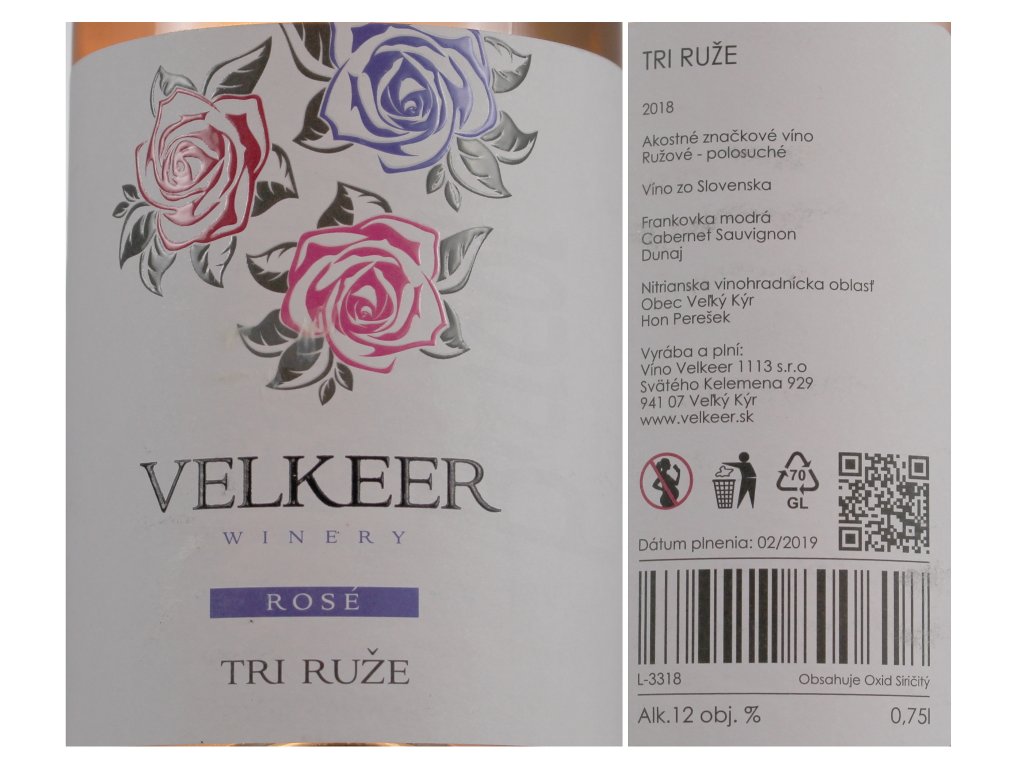 VELKEER
WINERY
ROSÉ
TRI RUŽE
TRI RUŽE
2018
Akostné značkové víno
Ružové - polosuché
Víno zo Slovenska
Frankovka modrá
Cabernet Sauvignon
Dunaj
Nitrianska vinohradnícka oblasť
Obec Veľký Kýr
Hon Perešek
Vyrába a plní:
Víno Velkeer 1113 s.r.o
Svätého Kelemena 929
941 07 Veľký Kýr
www.velkeer.sk
70
GL
Dátum plnenia: 02/2019
L-3318 Obsahuje Oxid Siričitý
Alk.12 obj. % 0,75l